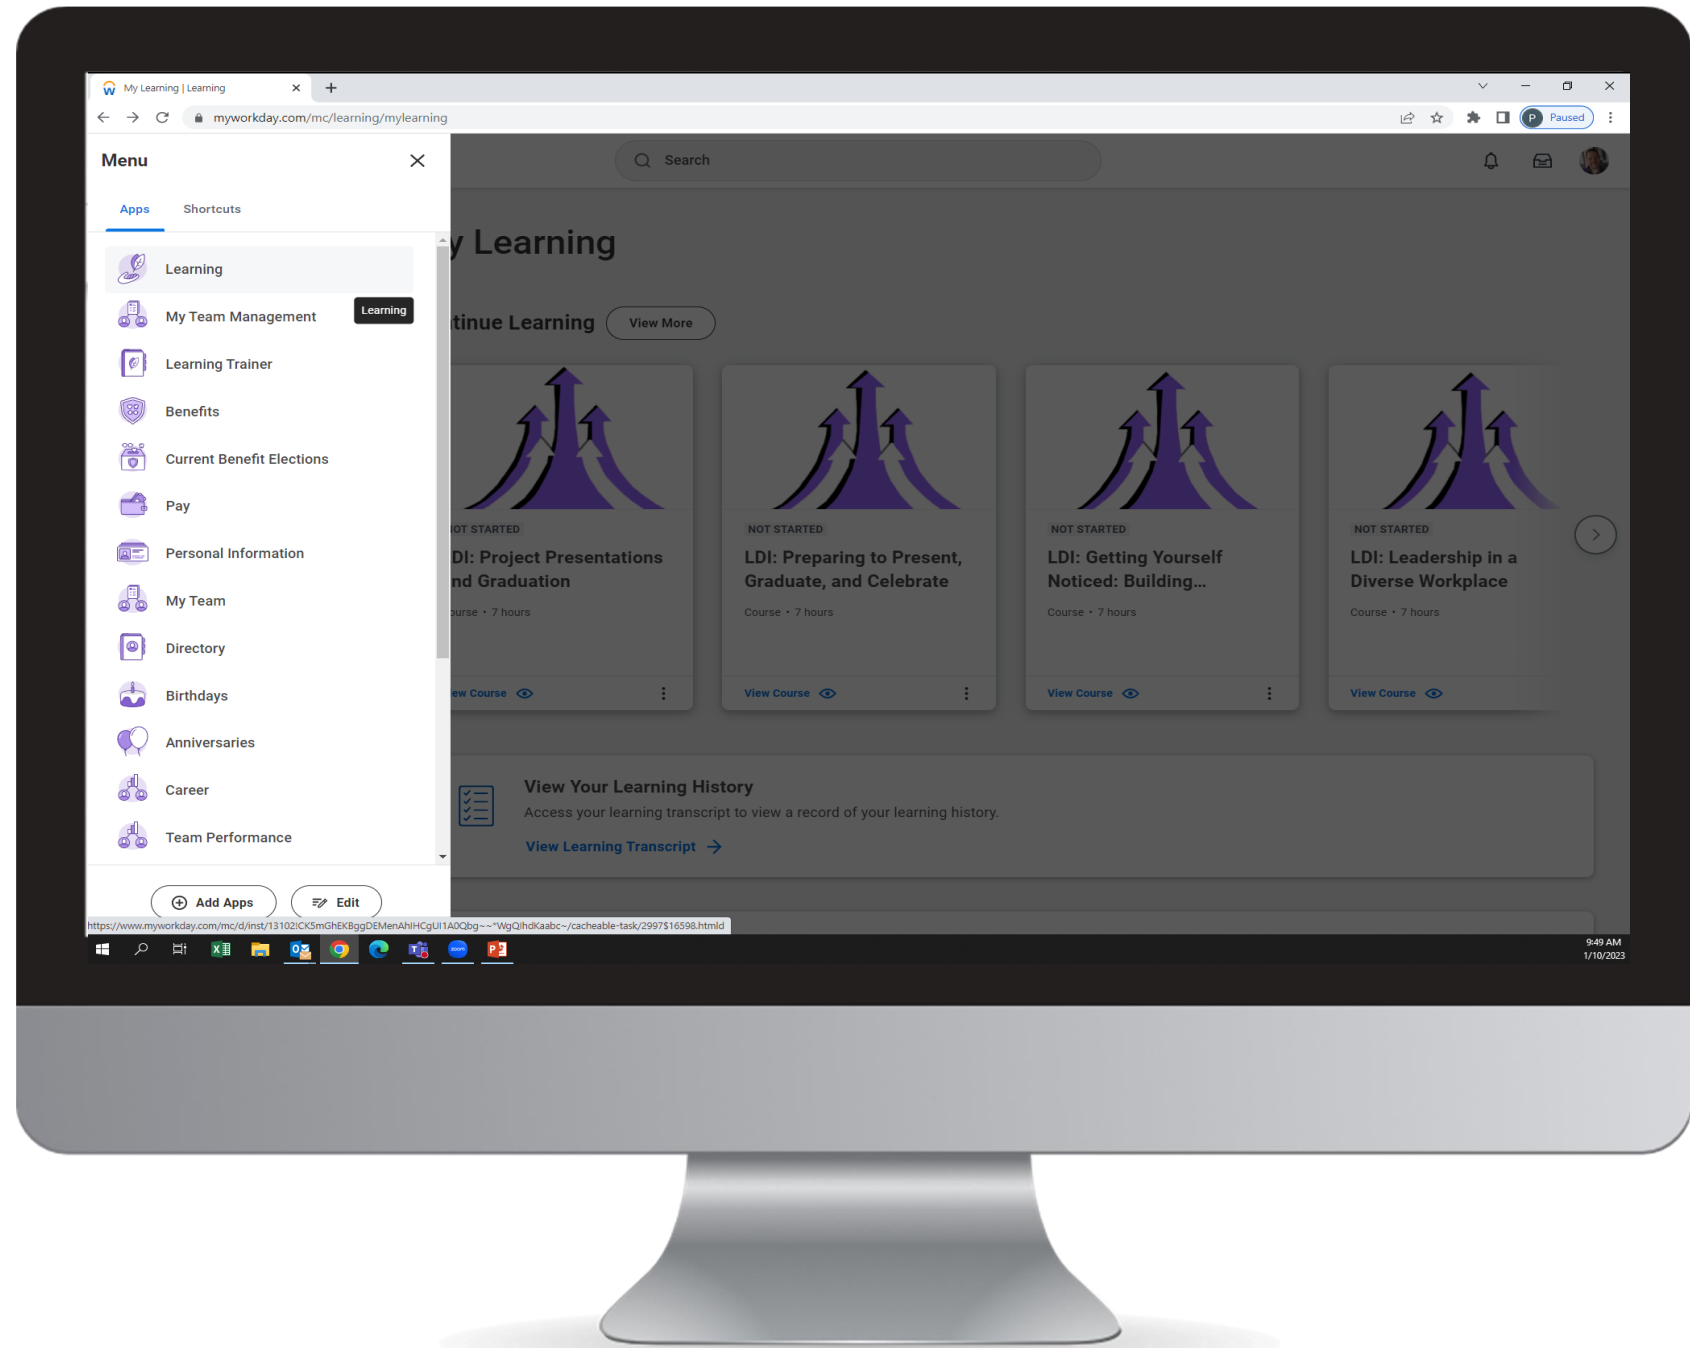 My Learning | Learning
myworkday.com/mc/learning/mylearning
P Paused
Menu
Search
Apps Shortcuts
y Learning
Learning
My Team Management
Learning
tinue Learning View More
Learning Trainer
Benefits
Current Benefit Elections
Pay
Personal Information
My Team
Directory
Birthdays
Anniversaries
Career
Team Performance
Add Apps Edit
OT STARTED
DI: Project Presentations
nd Graduation
ourse • 7 hours
ew Course
NOT STARTED
LDI: Preparing to Present,
Graduate, and Celebrate
Course • 7 hours
View Course
NOT STARTED
LDI: Getting Yourself
Noticed: Building...
Course • 7 hours
View Course
NOT STARTED
LDI: Leadership in a
Diverse Workplace
Course • 7 hours
View Course
View Your Learning History
Access your learning transcript to view a record of your learning history.
View Learning Transcript
zoom
9:49 AM
1/10/2023